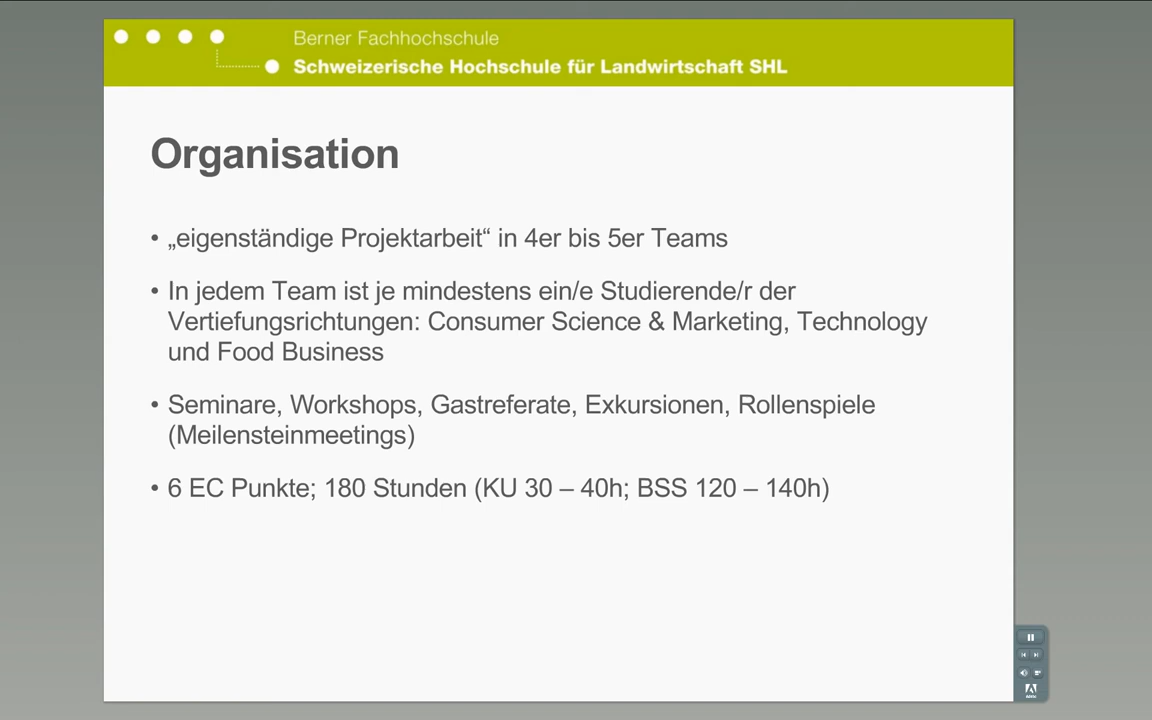 Berner Fachhochschule
Schweizerische Hochschule für Landwirtschaft SHL
Organisation
• „eigenständige Projektarbeit“ in 4er bis 5er Teams
• In jedem Team ist je mindestens ein/e Studierende/r der
Vertiefungsrichtungen: Consumer Science & Marketing, Technology
und Food Business
• Seminare, Workshops, Gastreferate, Exkursionen, Rollenspiele
(Meilensteinmeetings)
• 6 EC Punkte; 180 Stunden (KU 30 – 40h; BSS 120 – 140h)